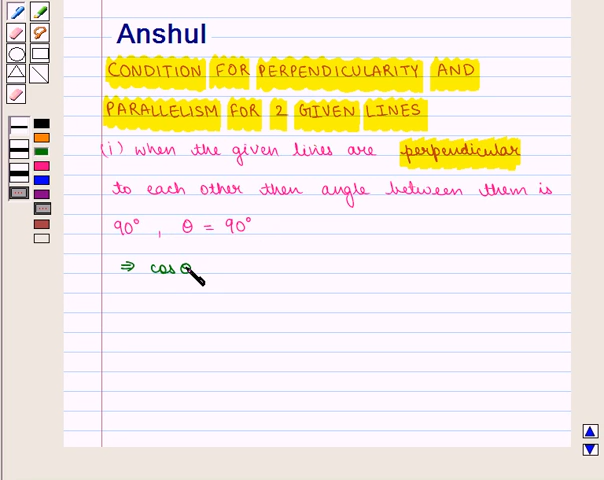 Anshul
CONDITION FOR PERPENDICULARITY AND
PARALLELISM FOR 2 GIVEN LINES
(i) when the given lines are perpendicular
to each other then angle between them is
90° , θ = 90°
⇒ cos θ